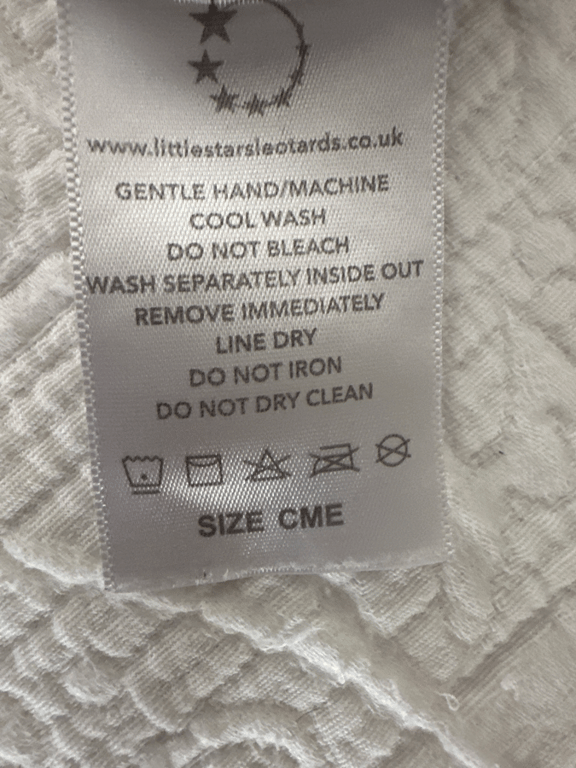 www.littlestarsleotards.co.uk
GENTLE HAND/MACHINE
COOL WASH
DO NOT BLEACH
WASH SEPARATELY INSIDE OUT
REMOVE IMMEDIATELY
LINE DRY
DO NOT IRON
DO NOT DRY CLEAN
SIZE CME